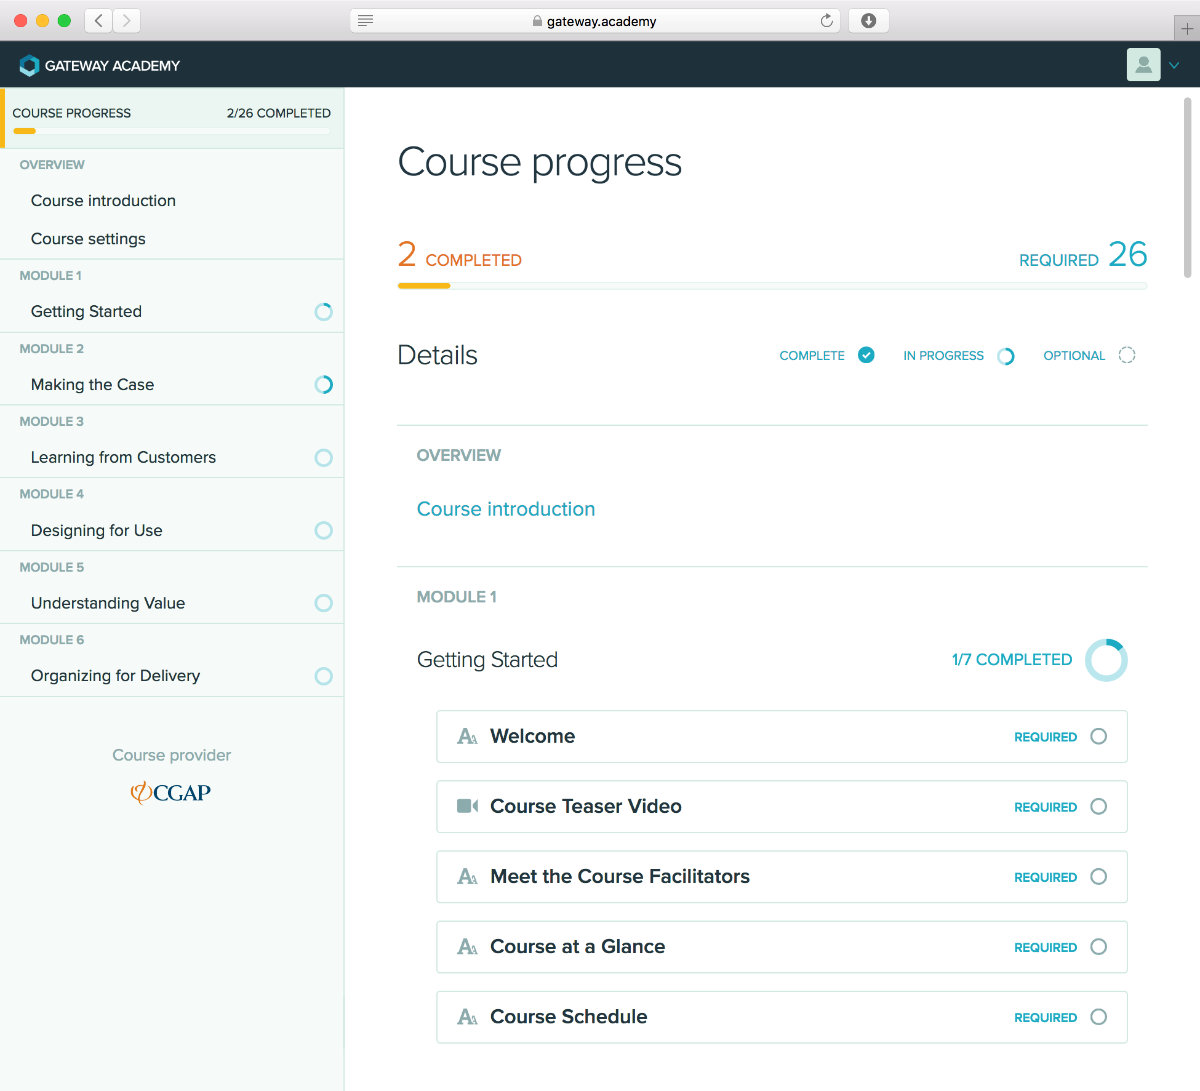 gateway.academy
GATEWAY ACADEMY
COURSE PROGRESS 2/26 COMPLETED
OVERVIEW
Course introduction
Course settings
MODULE 1
Getting Started
MODULE 2
Making the Case
MODULE 3
Learning from Customers
MODULE 4
Designing for Use
MODULE 5
Understanding Value
MODULE 6
Organizing for Delivery
Course provider
CGAP
Course progress
2 COMPLETED REQUIRED 26
Details COMPLETE IN PROGRESS OPTIONAL
OVERVIEW
Course introduction
MODULE 1
Getting Started 1/7 COMPLETED
Welcome REQUIRED
Course Teaser Video REQUIRED
Meet the Course Facilitators REQUIRED
Course at a Glance REQUIRED
Course Schedule REQUIRED